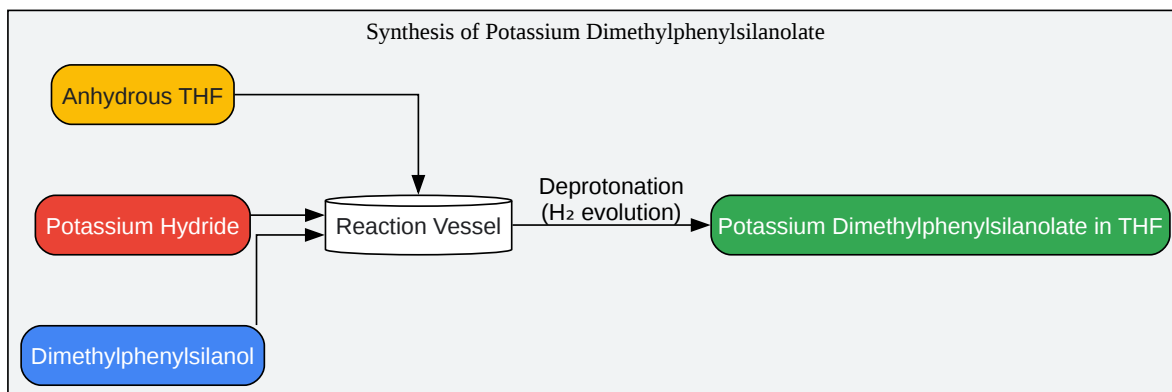 Synthesis of Potassium Dimethylphenylsilanolate
Anhydrous THF
Potassium Hydride
Reaction Vessel
Deprotonation
(H₂ evolution)
Potassium Dimethylphenylsilanolate in THF
Dimethylphenylsilanol